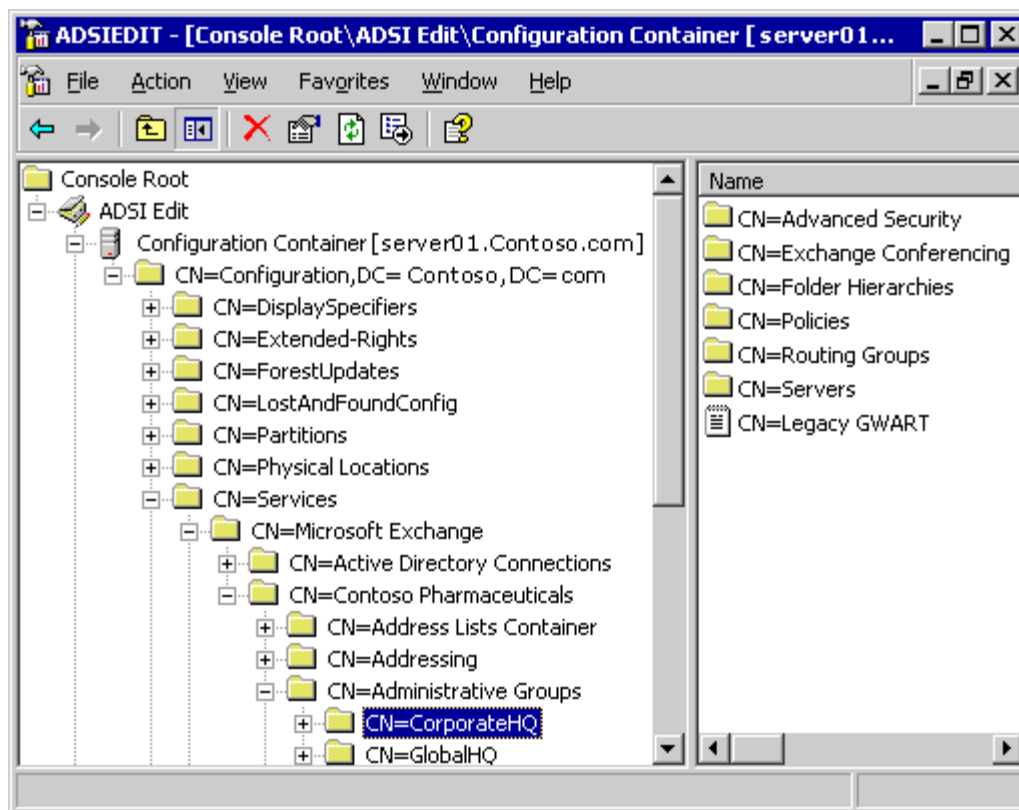 ADSIEDIT - [Console Root\ADSI Edit\Configuration Container [ server01...
File Action View Favorites Window Help
Console Root
ADSI Edit
Configuration Container [server01.Contoso.com]
CN=Configuration,DC= Contoso,DC= com
CN=DisplaySpecifiers
CN=Extended-Rights
CN=ForestUpdates
CN=LostAndFoundConfig
CN=Partitions
CN=Physical Locations
CN=Services
CN=Microsoft Exchange
CN=Active Directory Connections
CN=Contoso Pharmaceuticals
CN=Address Lists Container
CN=Addressing
CN=Administrative Groups
CN=CorporateHQ
CN=GlobalHQ
Name
CN=Advanced Security
CN=Exchange Conferencing
CN=Folder Hierarchies
CN=Policies
CN=Routing Groups
CN=Servers
CN=Legacy GWART